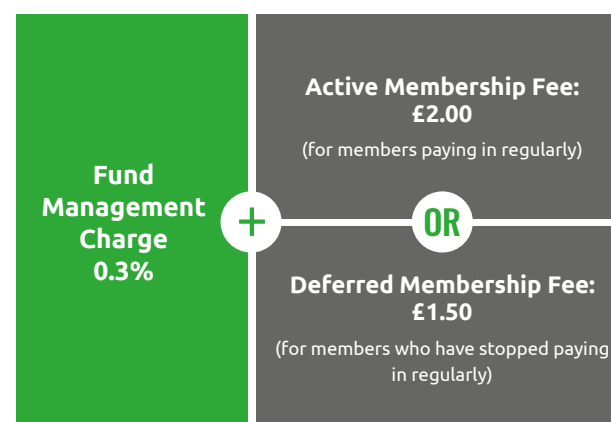 Fund
Management
Charge
0.3%
+
Active Membership Fee:
£2.00
(for members paying in regularly)
OR
Deferred Membership Fee:
£1.50
(for members who have stopped paying
in regularly)